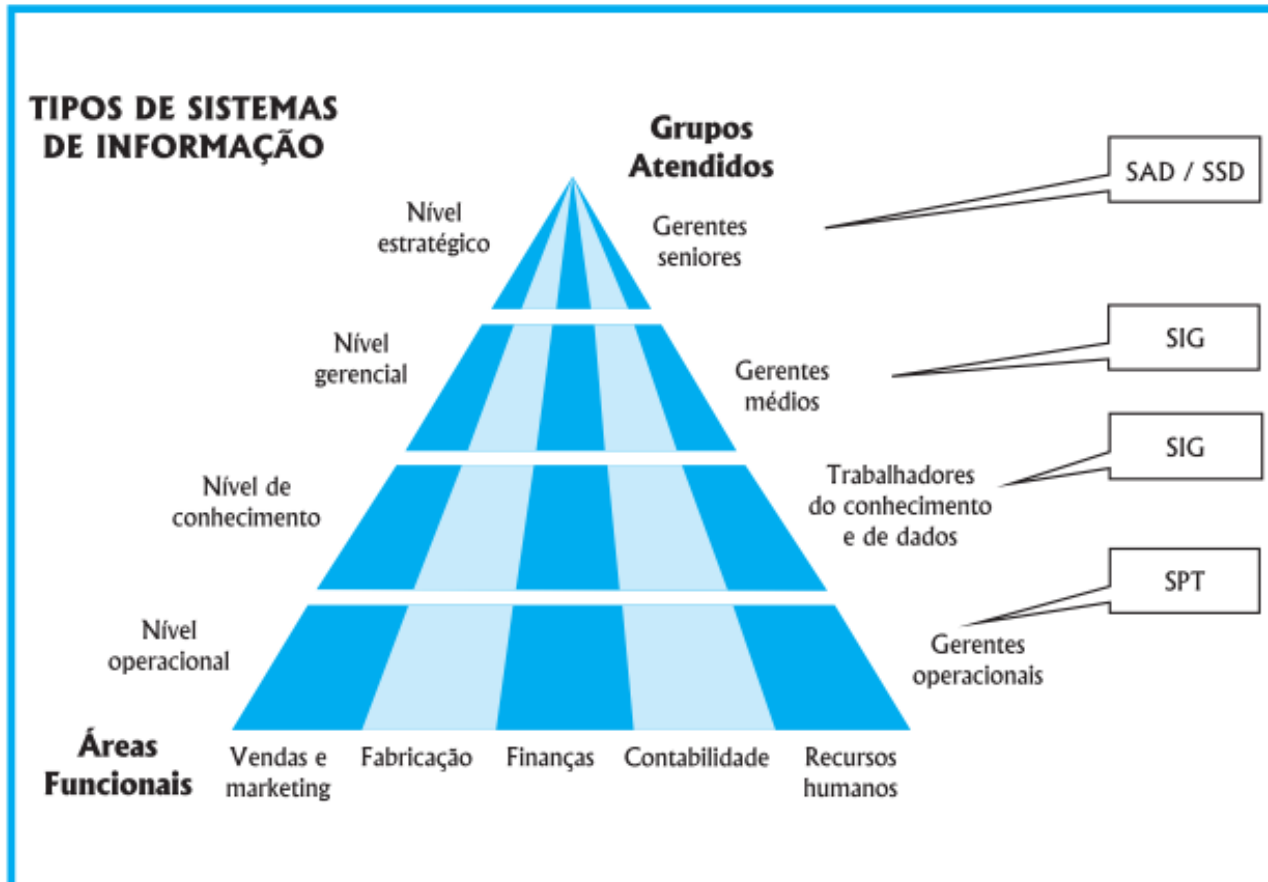 TIPOS DE SISTEMAS
DE INFORMAÇÃO
Grupos
Atendidos
SAD / SSD
Nível
estratégico
Gerentes
seniores
Nível
gerencial
Gerentes
médios
SIG
Nível de
conhecimento
Trabalhadores
do conhecimento
e de dados
SIG
Nível
operacional
Gerentes
operacionais
SPT
Áreas
Funcionais
Vendas e
marketing
Fabricação
Finanças
Contabilidade
Recursos
humanos